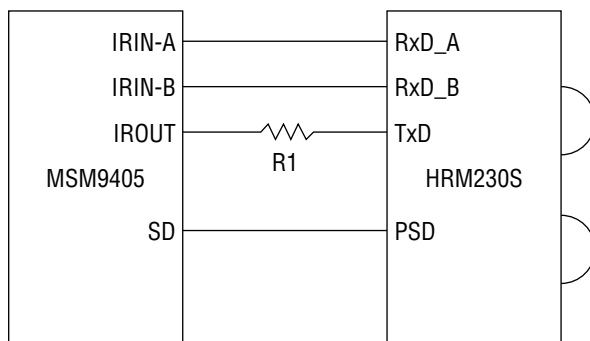 IRIN-A RxD_A
IRIN-B RxD_B
IROUT TxD
R1
MSM9405 HRM230S
SD PSD